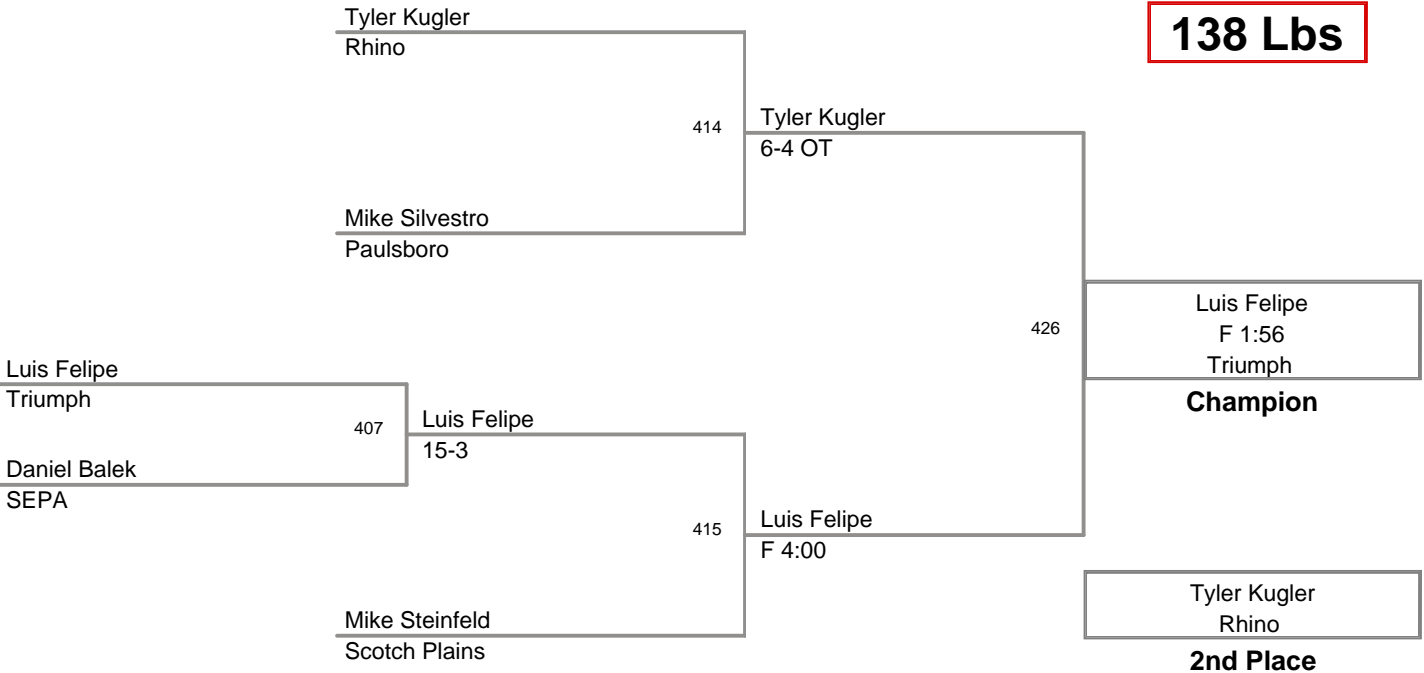 138 Lbs
Tyler Kugler
Rhino
414
Tyler Kugler
6-4 OT
Mike Silvestro
Paulsboro
426
Luis Felipe
F 1:56
Triumph
Champion
Luis Felipe
Triumph
407
Luis Felipe
15-3
Daniel Balek
SEPA
415
Luis Felipe
F 4:00
Mike Steinfeld
Scotch Plains
Tyler Kugler
Rhino
2nd Place